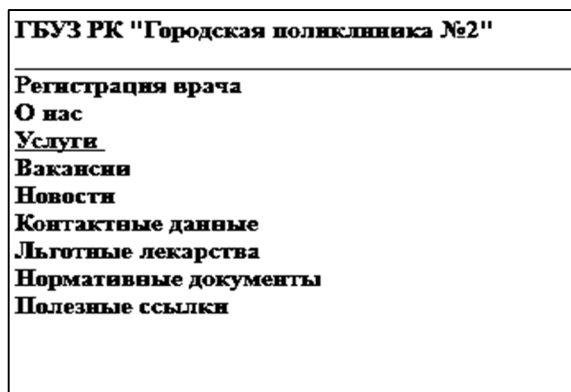 ГБУЗ РК "Городская поликлиника №2"
Регистрация врача
О нас
Услуги
Вакансии
Новости
Контактные данные
Льготные лекарства
Нормативные документы
Полезные ссылки